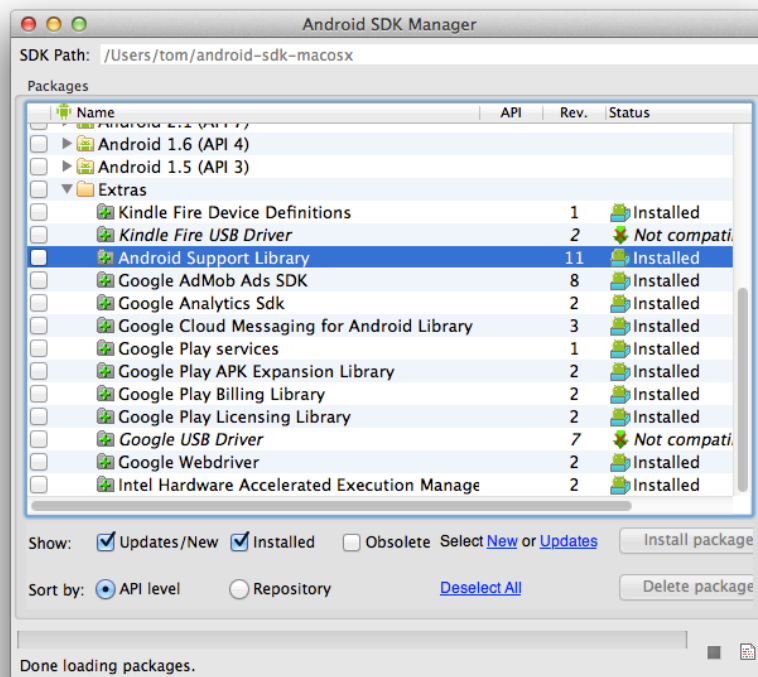 Android SDK Manager
SDK Path: /Users/tom/android-sdk-macosx
Packages
Name API Rev. Status
Android 2.1 (API 7)
Android 1.6 (API 4)
Android 1.5 (API 3)
Extras
Kindle Fire Device Definitions 1 Installed
Kindle Fire USB Driver 2 Not compati
Android Support Library 11 Installed
Google AdMob Ads SDK 8 Installed
Google Analytics Sdk 2 Installed
Google Cloud Messaging for Android Library 3 Installed
Google Play services 1 Installed
Google Play APK Expansion Library 2 Installed
Google Play Billing Library 2 Installed
Google Play Licensing Library 2 Installed
Google USB Driver 7 Not compati
Google Webdriver 2 Installed
Intel Hardware Accelerated Execution Manage 2 Installed
Show: Updates/New Installed Obsolete Select New or Updates Install package
Sort by: API level Repository Deselect All Delete package
Done loading packages.